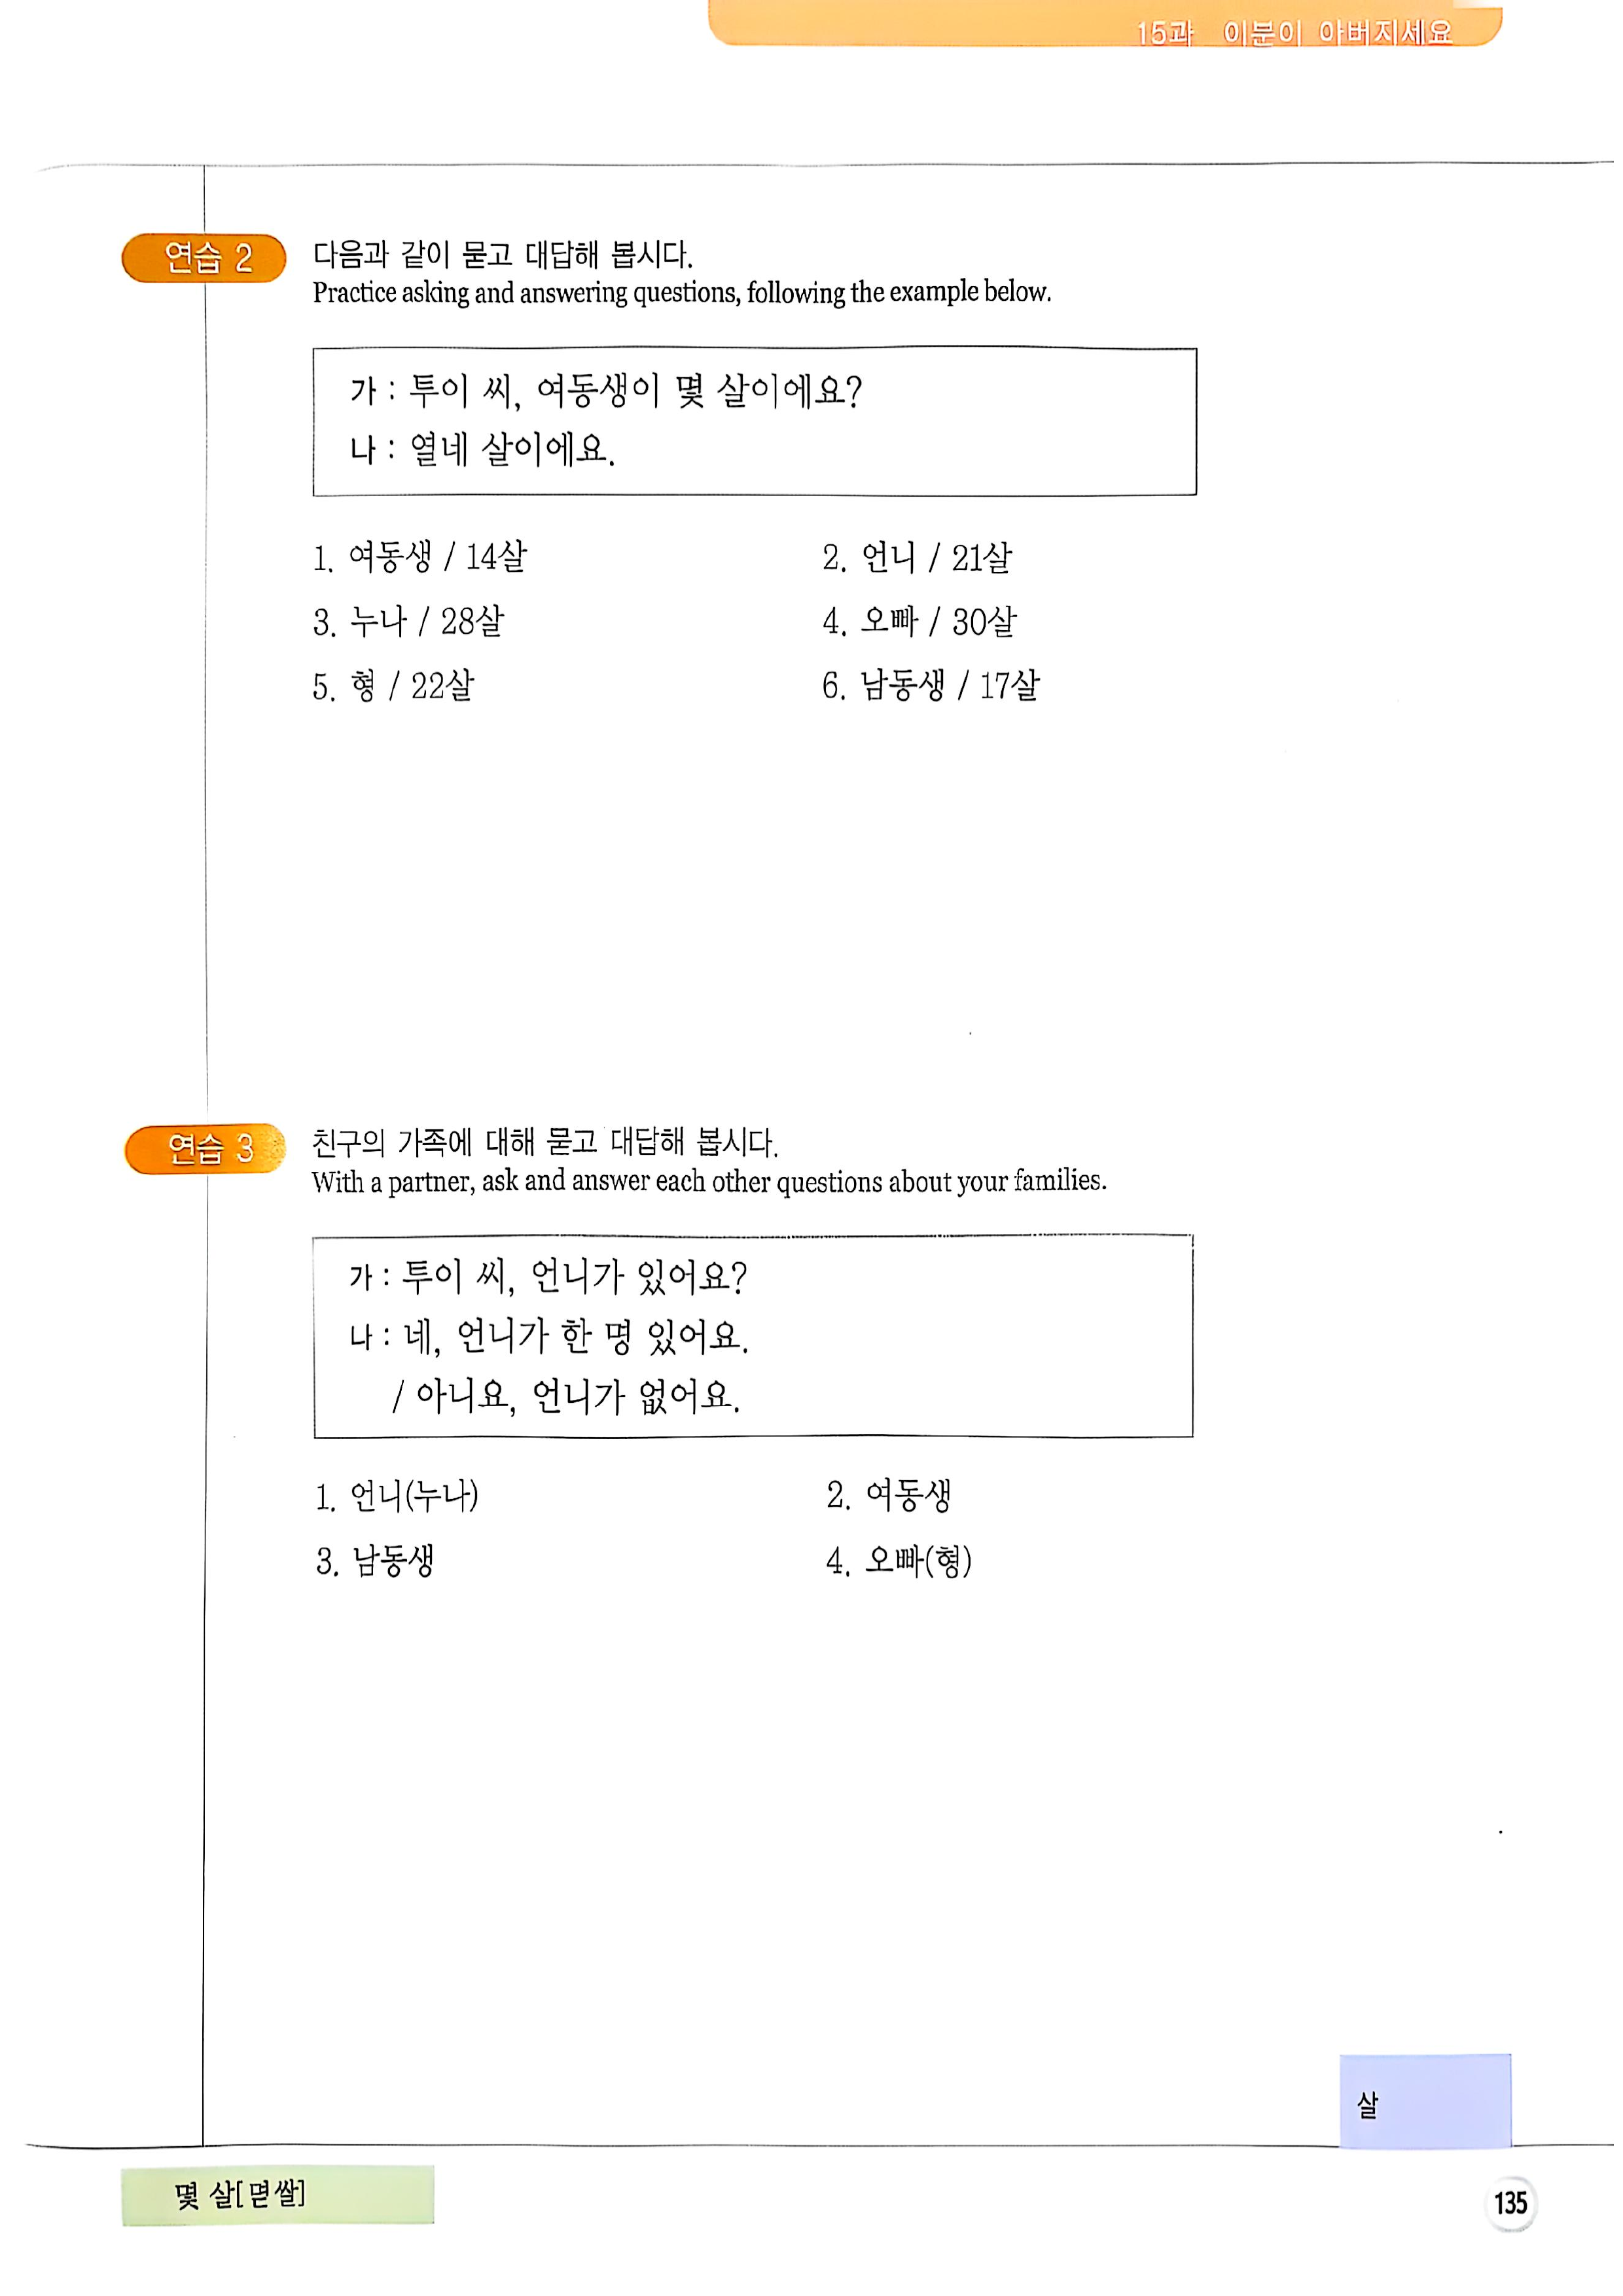 15과 이분이 아버지세요
연습 2
다음과 같이 묻고 대답해 봅시다.
Practice asking and answering questions, following the example below.
가 : 투이 씨, 여동생이 몇 살이에요?
나 : 열네 살이에요.
1. 여동생 / 14살
2. 언니 / 21살
3. 누나 / 28살
4. 오빠 / 30살
5. 형 / 22살
6. 남동생 / 17살
연습 3
친구의 가족에 대해 묻고 대답해 봅시다.
With a partner, ask and answer each other questions about your families.
가 : 투이 씨, 언니가 있어요?
나 : 네, 언니가 한 명 있어요.
/ 아니요, 언니가 없어요.
1. 언니(누나)
2. 여동생
3. 남동생
4. 오빠(형)
살
몇 살[멷쌀]
135